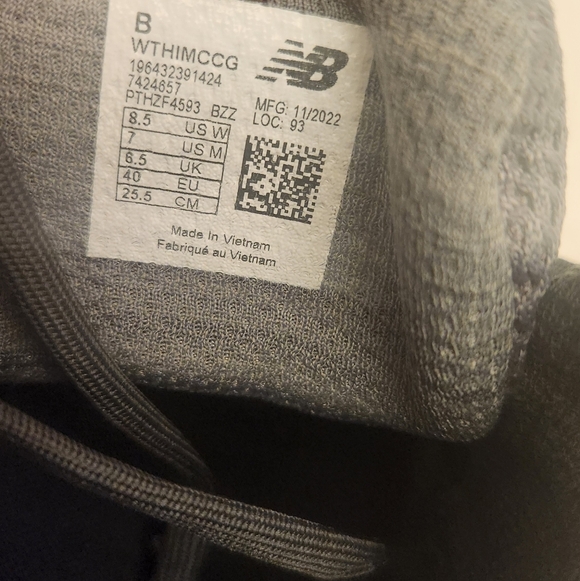 B
WTHIMCCG
196432391424
7424657
PTHZF4593 BZZ
NB
MFG: 11/2022
LOC: 93
8.5 US W
7 US M
6.5 UK
40 EU
25.5 CM
Made In Vietnam
Fabriqué au Vietnam